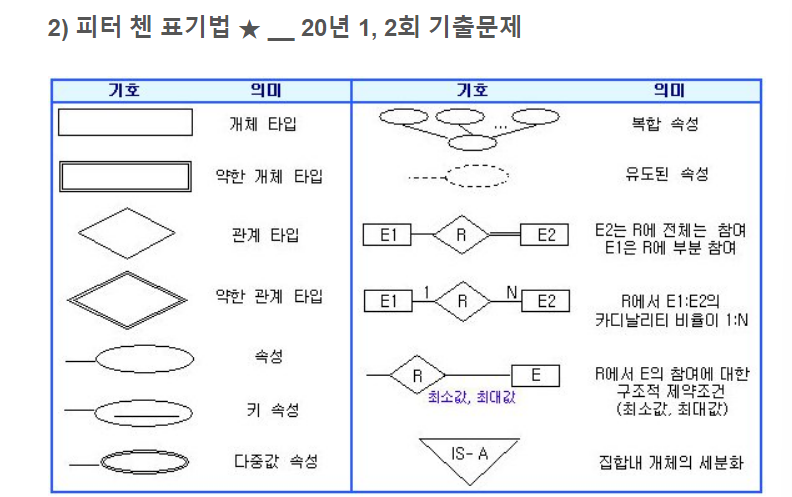 2) 피터 첸 표기법 ★ __ 20년 1, 2회 기출문제
기호 의미 기호 의미
개체 타입
약한 개체 타입
관계 타입
약한 관계 타입
속성
키 속성
다중값 속성
...
복합 속성
유도된 속성
E1 R E2
E2는 R에 전체는 참여
E1은 R에 부분 참여
E1 1 R N E2
R에서 E1:E2의
카디날리티 비율이 1:N
R E
최소값, 최대값
R에서 E의 참여에 대한
구조적 제약조건
(최소값, 최대값)
IS- A
집합내 개체의 세분화